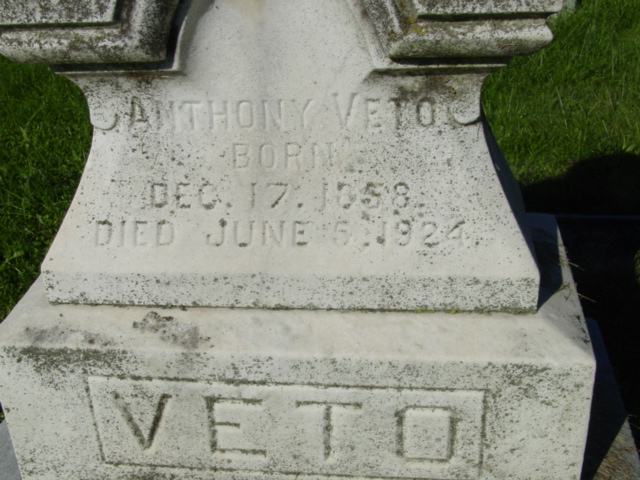 ANTHONY VETO
BORN
DEC. 17. 1858.
DIED JUNE 5. 1924.
VETO